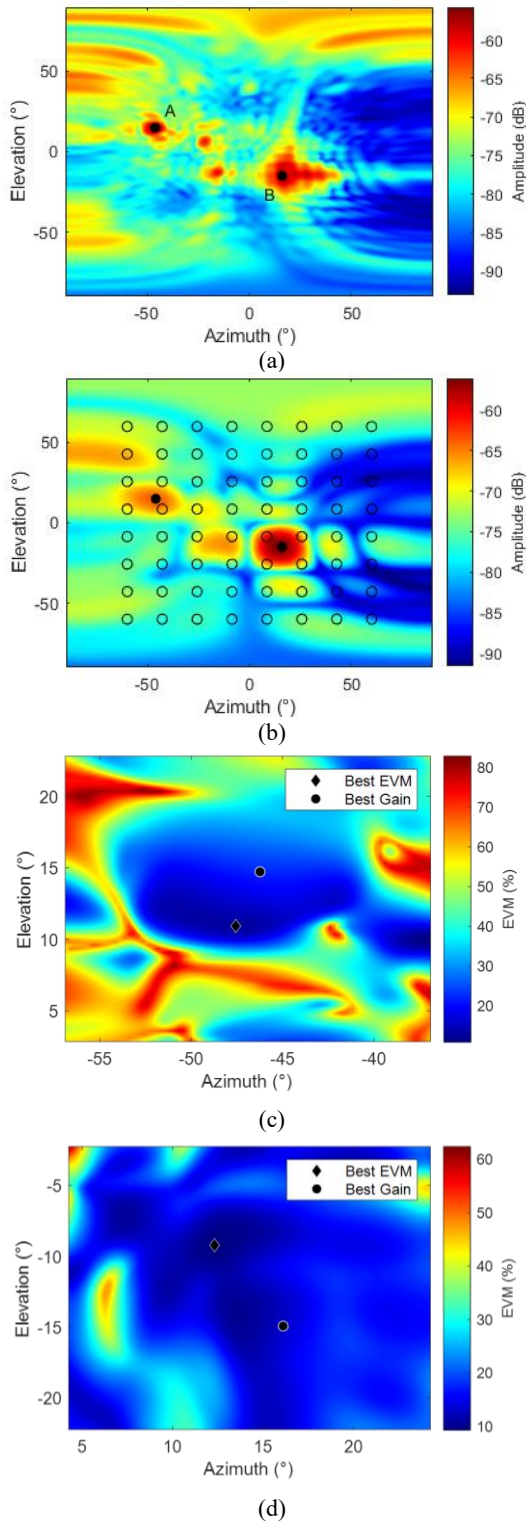 A
B
50
0
-50
Elevation (°)
-50
0
50
Azimuth (°)
-60
-65
-70
-75
-80
-85
-90
Amplitude (dB)
(a)
50
0
-50
Elevation (°)
-50
0
50
Azimuth (°)
-60
-65
-70
-75
-80
-85
-90
Amplitude (dB)
(b)
Best EVM
Best Gain
20
15
10
5
Elevation (°)
-55
-50
-45
-40
Azimuth (°)
80
70
60
50
40
30
20
EVM (%)
(c)
Best EVM
Best Gain
-5
-10
-15
-20
Elevation (°)
5
10
15
20
Azimuth (°)
60
50
40
30
20
10
EVM (%)
(d)